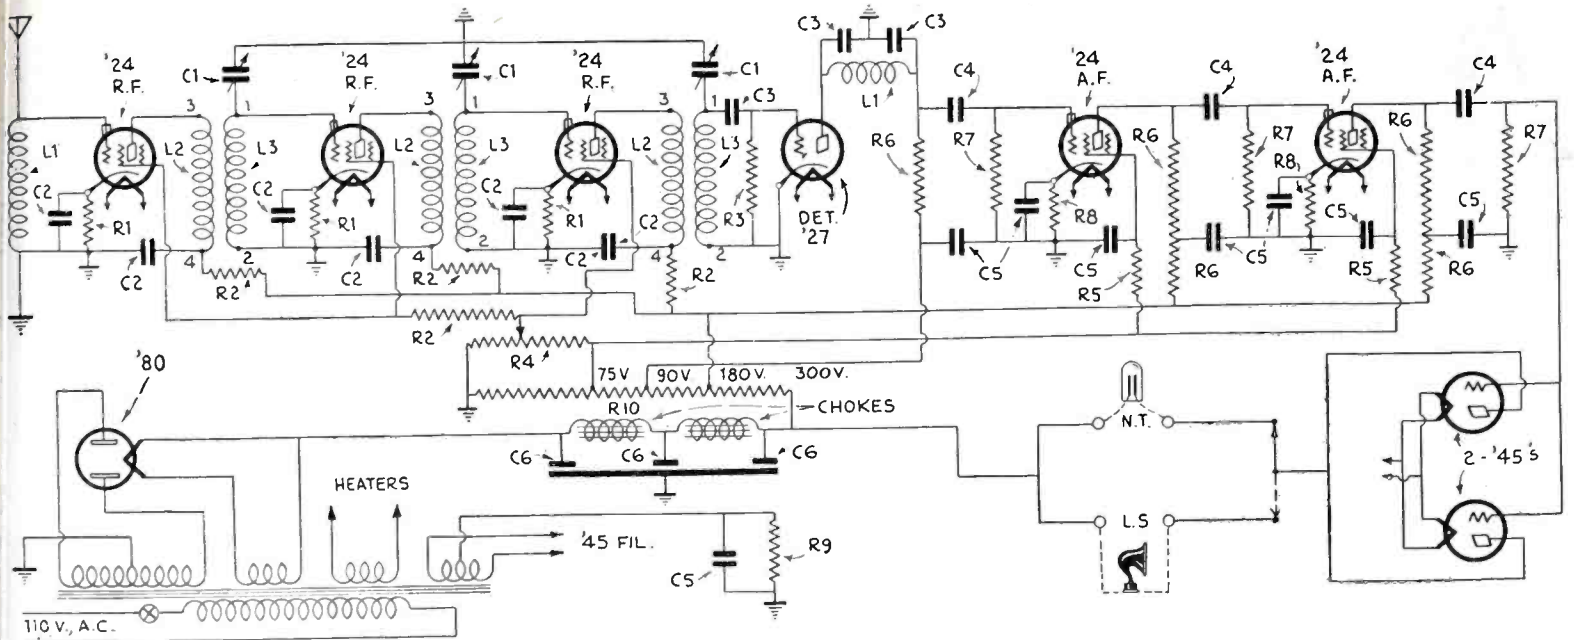 C3
C3
'24
R.F.
C1
'24
R.F.
C1
'24
R.F.
C1
C3
L1
C4
'24
A.F.
C4
'24
A.F.
C4
3
1
3
1
3
1
L1
L2
L3
L2
L3
L2
L3
R3
R6
R7
R6
R7
R8
R6
R7
C2
R1
C2
R1
C2
R1
C2
DET.
'27
R8
C5
C5
C2
4
2
C2
4
2
C2
4
2
C5
C5
R6
C5
R2
R2
R2
R5
R5
R6
R2
R4
'80
75V
90V
180V.
300V.
R10
CHOKES
N.T.
C6
C6
C6
2-'45's
HEATERS
L.S
'45 FIL.
C5
R9
110 V., A.C.